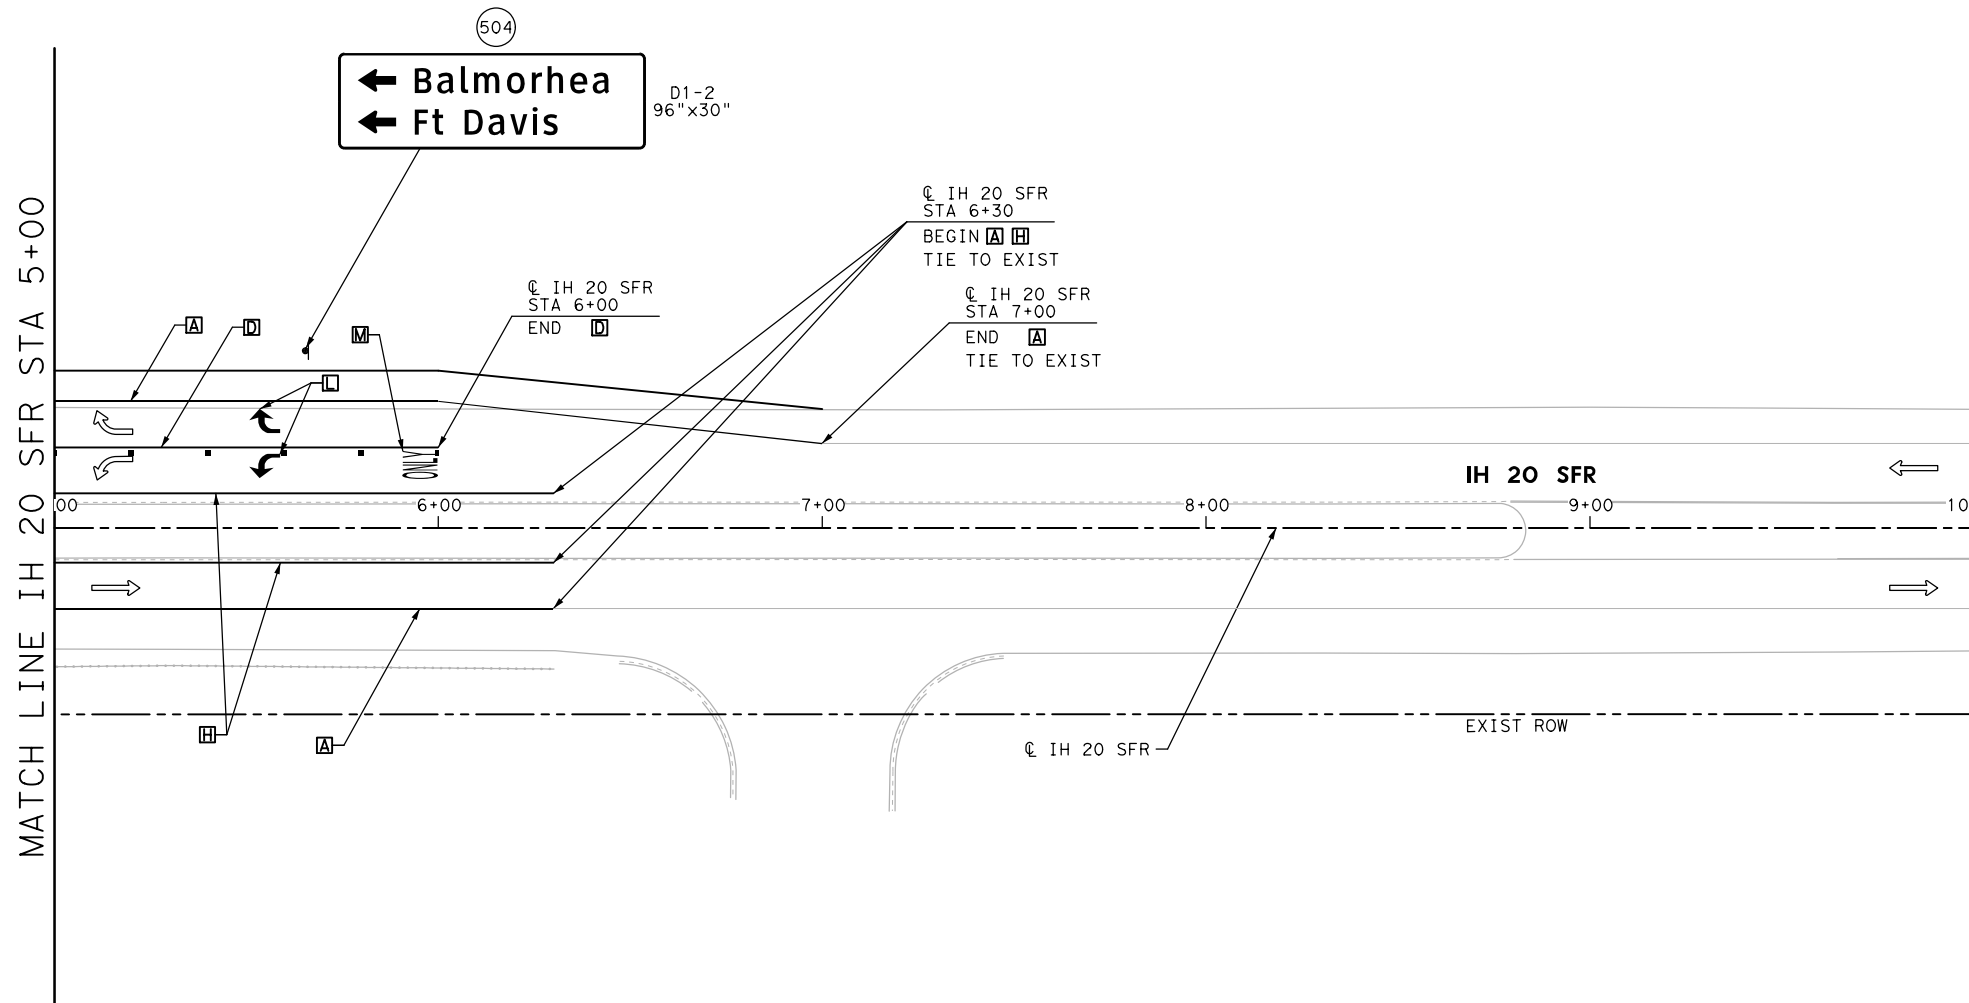 504
← Balmorhea
← Ft Davis
D1-2
96"x30"
℄ IH 20 SFR
STA 6+30
BEGIN A H
TIE TO EXIST
℄ IH 20 SFR
STA 6+00
END D
℄ IH 20 SFR
STA 7+00
END A
TIE TO EXIST
A
D
M
L
MATCH LINE IH 20 SFR STA 5+00
IH 20 SFR
00
6+00
7+00
8+00
9+00
10
EXIST ROW
H
A
℄ IH 20 SFR